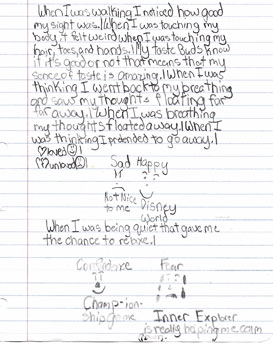 When I was walking I noticed how good
my sight was. When I was touching my
body it felt weird when I was touching my
hair, toes, and hands. My taste buds know
if it's good or not that means that my
sence of taste is amazing. When I was
thinking I went back to my breathing
and saw my thoughts floating far
far away. When I was breathing
my thoughts floated away. When I
was thinking I pretended to go away.
Sad Happy
Not Nice Disney
to me World
When I was being quiet that gave me
the chance to relaxe.
Confidence Fear
Champ-ion-
ship game Inner Explorer
is really helping me calm